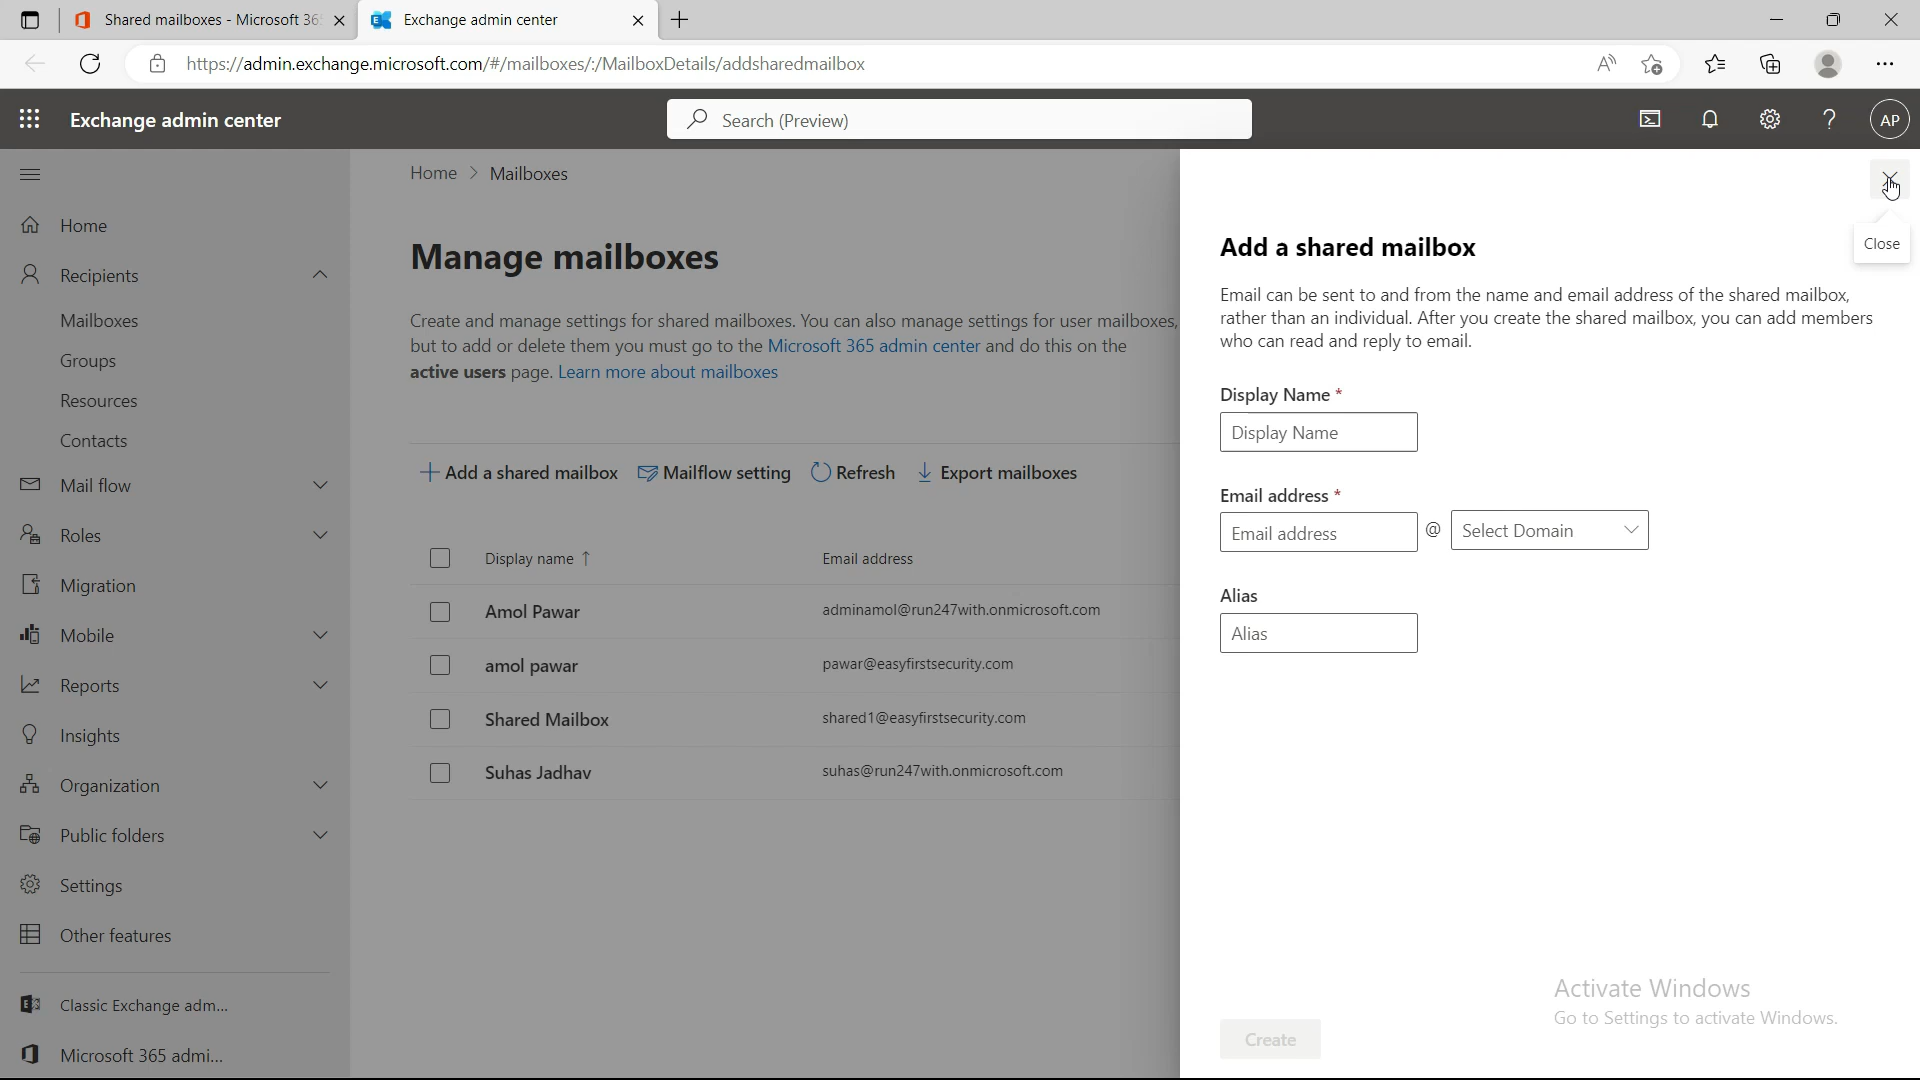 Shared mailboxes - Microsoft 36
Exchange admin center
https://admin.exchange.microsoft.com/#/mailboxes/:/MailboxDetails/addsharedmailbox
Exchange admin center
Search (Preview)
AP
Home > Mailboxes
Home
Recipients
Mailboxes
Groups
Resources
Contacts
Mail flow
Roles
Migration
Mobile
Reports
Insights
Organization
Public folders
Settings
Other features
Classic Exchange adm...
Microsoft 365 admi...
Manage mailboxes
Create and manage settings for shared mailboxes. You can also manage settings for user mailboxes,
but to add or delete them you must go to the Microsoft 365 admin center and do this on the
active users page. Learn more about mailboxes
Add a shared mailbox Mailflow setting Refresh Export mailboxes
Display name ↑ Email address
Amol Pawar adminamol@run247with.onmicrosoft.com
amol pawar pawar@easyfirstsecurity.com
Shared Mailbox shared1@easyfirstsecurity.com
Suhas Jadhav suhas@run247with.onmicrosoft.com
Close
Add a shared mailbox
Email can be sent to and from the name and email address of the shared mailbox,
rather than an individual. After you create the shared mailbox, you can add members
who can read and reply to email.
Display Name *
Display Name
Email address *
Email address @ Select Domain
Alias
Alias
Activate Windows
Go to Settings to activate Windows.
Create